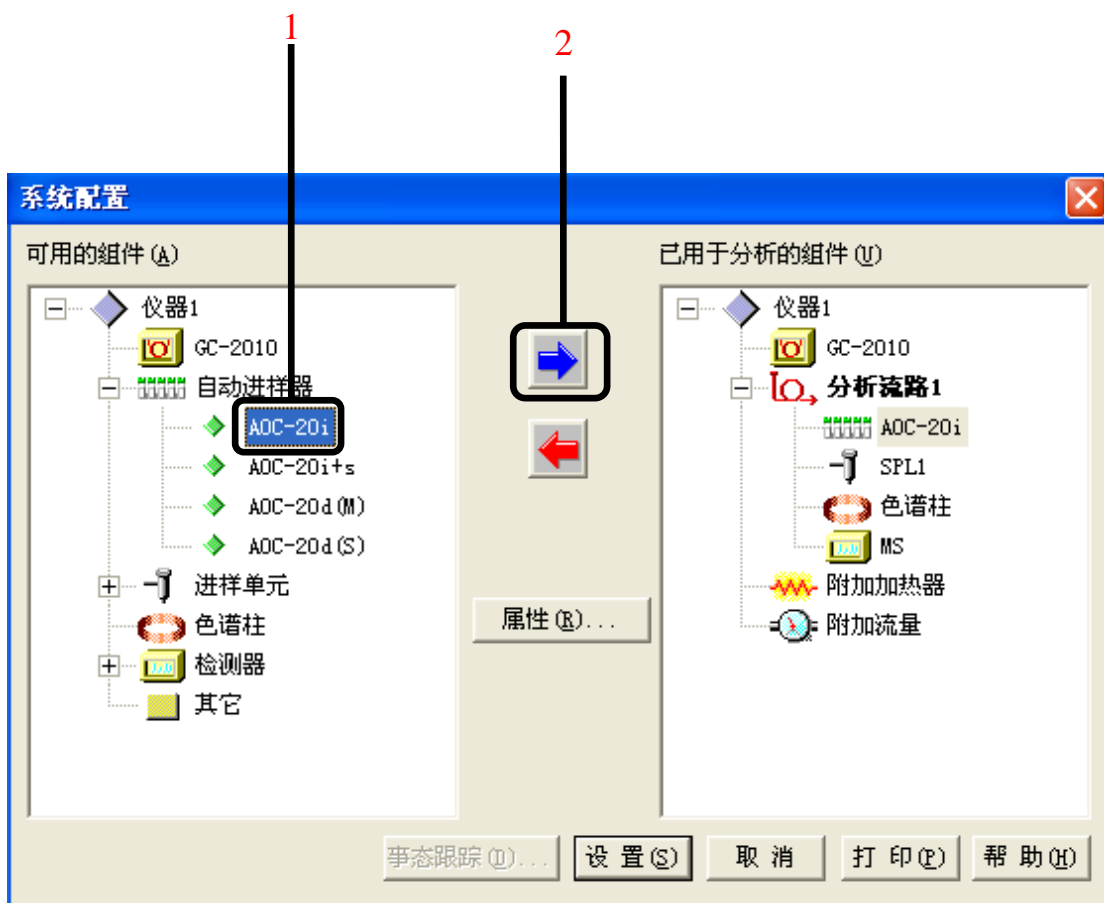 1
2
系统配置
可用的组件(A)
已用于分析的组件(U)
仪器1
GC-2010
自动进样器
AOC-20i
AOC-20i+s
AOC-20d(M)
AOC-20d(S)
进样单元
色谱柱
检测器
其它
属性(R)...
仪器1
GC-2010
分析流路1
AOC-20i
SPL1
色谱柱
MS
附加加热器
附加流量
事态跟踪(D)...
设 置(S)
取 消
打 印(P)
帮 助(H)